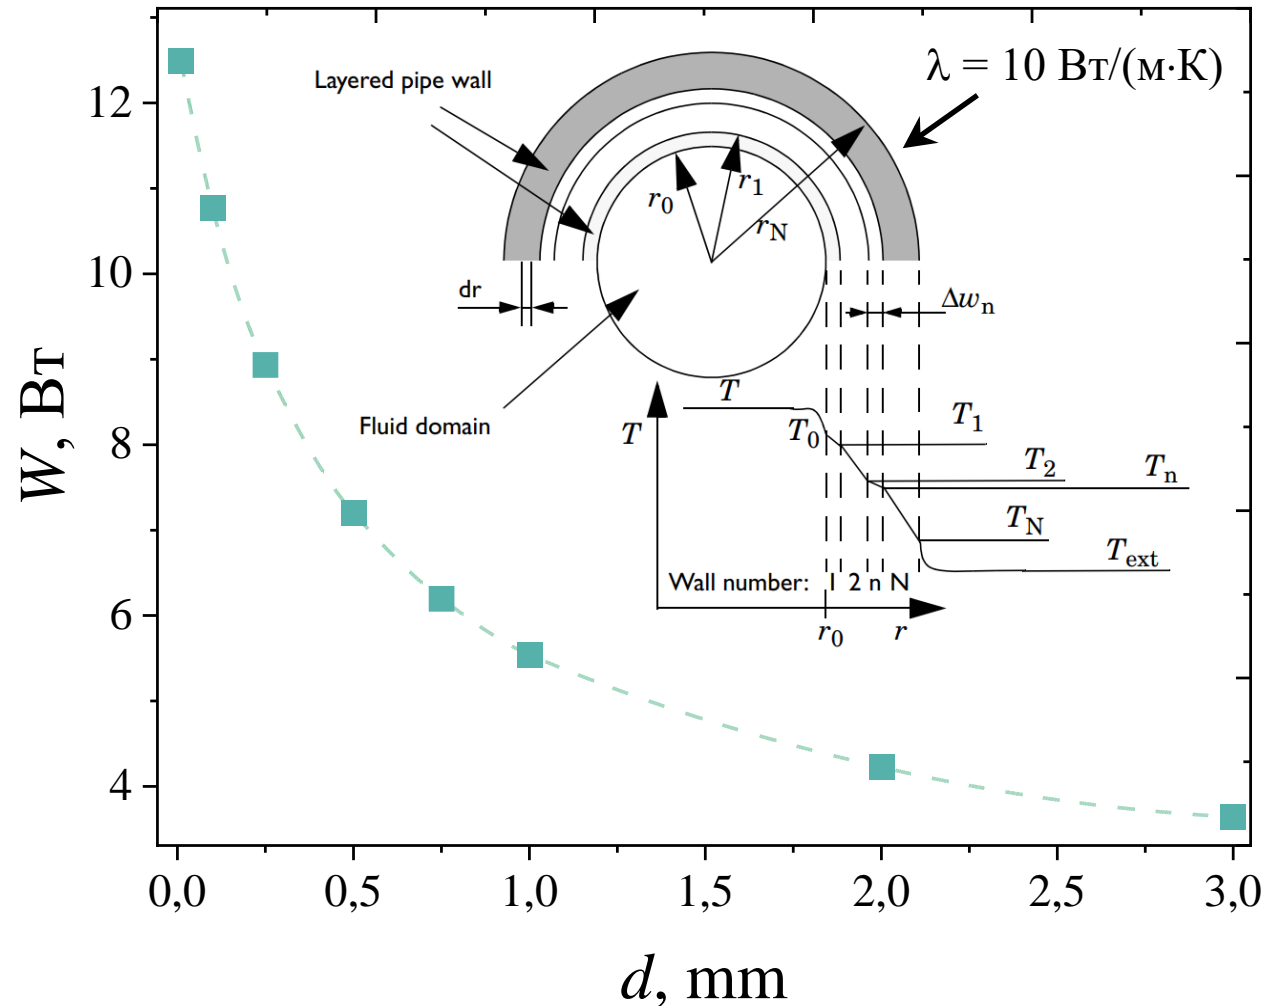 λ = 10 Вт/(м·К)
Layered pipe wall
r0
r1
rN
dr
Δwn
Fluid domain
T
T
T0
T1
T2
Tn
TN
Text
Wall number: 1 2 n N
r0
r
W, Вт
12
10
8
6
4
0,0 0,5 1,0 1,5 2,0 2,5 3,0
d, mm